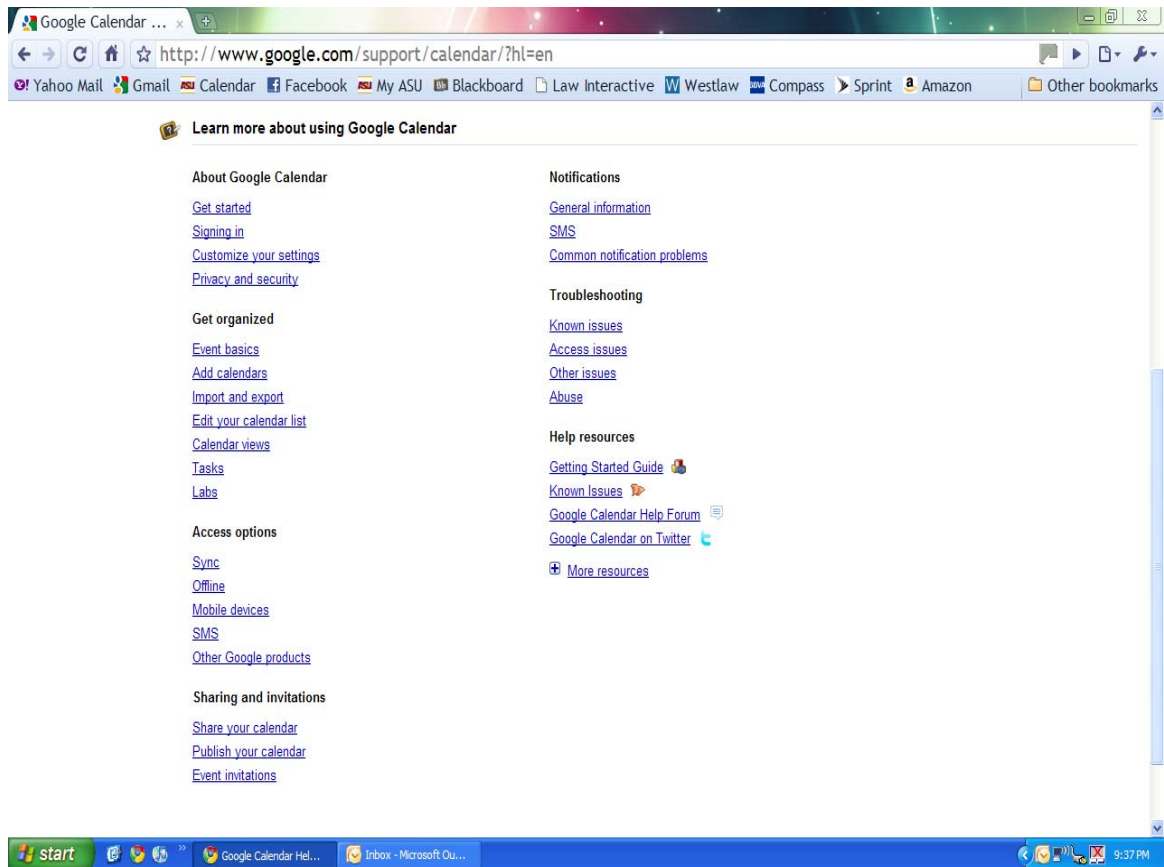 Google Calendar ...
http://www.google.com/support/calendar/?hl=en
Yahoo Mail Gmail Calendar Facebook My ASU Blackboard Law Interactive Westlaw Compass Sprint Amazon Other bookmarks
Learn more about using Google Calendar
About Google Calendar
Get started
Signing in
Customize your settings
Privacy and security
Get organized
Event basics
Add calendars
Import and export
Edit your calendar list
Calendar views
Tasks
Labs
Access options
Sync
Offline
Mobile devices
SMS
Other Google products
Sharing and invitations
Share your calendar
Publish your calendar
Event invitations
Notifications
General information
SMS
Common notification problems
Troubleshooting
Known issues
Access issues
Other issues
Abuse
Help resources
Getting Started Guide
Known Issues
Google Calendar Help Forum
Google Calendar on Twitter
More resources
start Google Calendar Hel... Inbox - Microsoft Ou... 9:37 PM